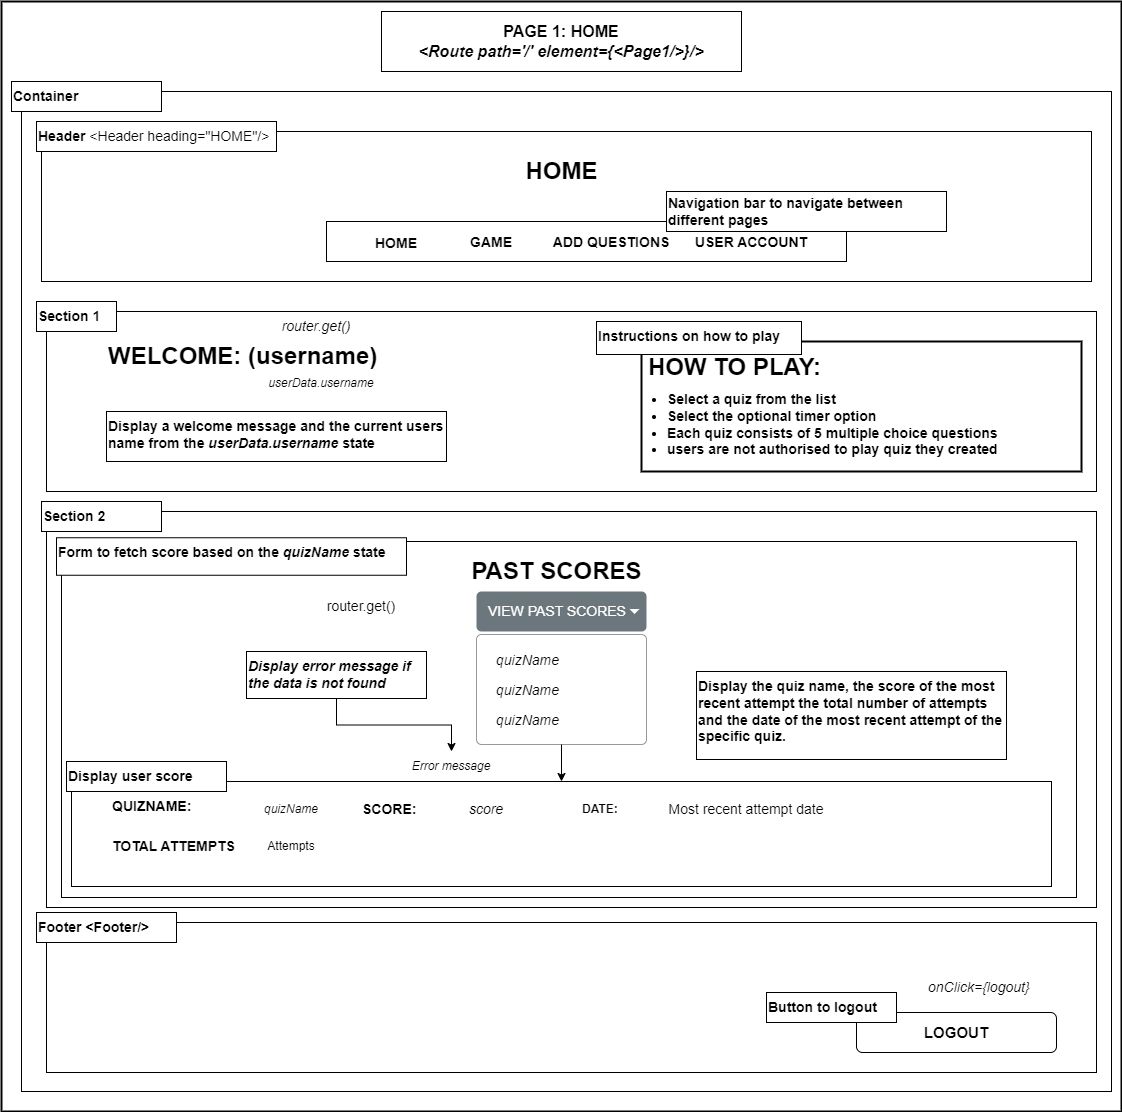 PAGE 1: HOME
<Route path='/' element={<Page1/>}/>
Container
Header <Header heading="HOME"/>
HOME
Navigation bar to navigate between
different pages
HOME GAME ADD QUESTIONS USER ACCOUNT
Section 1
router.get()
WELCOME: (username)
userData.username
Display a welcome message and the current users
name from the userData.username state
Instructions on how to play
HOW TO PLAY:
• Select a quiz from the list
• Select the optional timer option
• Each quiz consists of 5 multiple choice questions
• users are not authorised to play quiz they created
Section 2
Form to fetch score based on the quizName state
PAST SCORES
router.get()
VIEW PAST SCORES
quizName
quizName
quizName
Display error message if
the data is not found
Error message
Display the quiz name, the score of the most
recent attempt the total number of attempts
and the date of the most recent attempt of the
specific quiz.
Display user score
QUIZNAME: quizName SCORE: score DATE: Most recent attempt date
TOTAL ATTEMPTS Attempts
Footer <Footer/>
onClick={logout}
Button to logout
LOGOUT